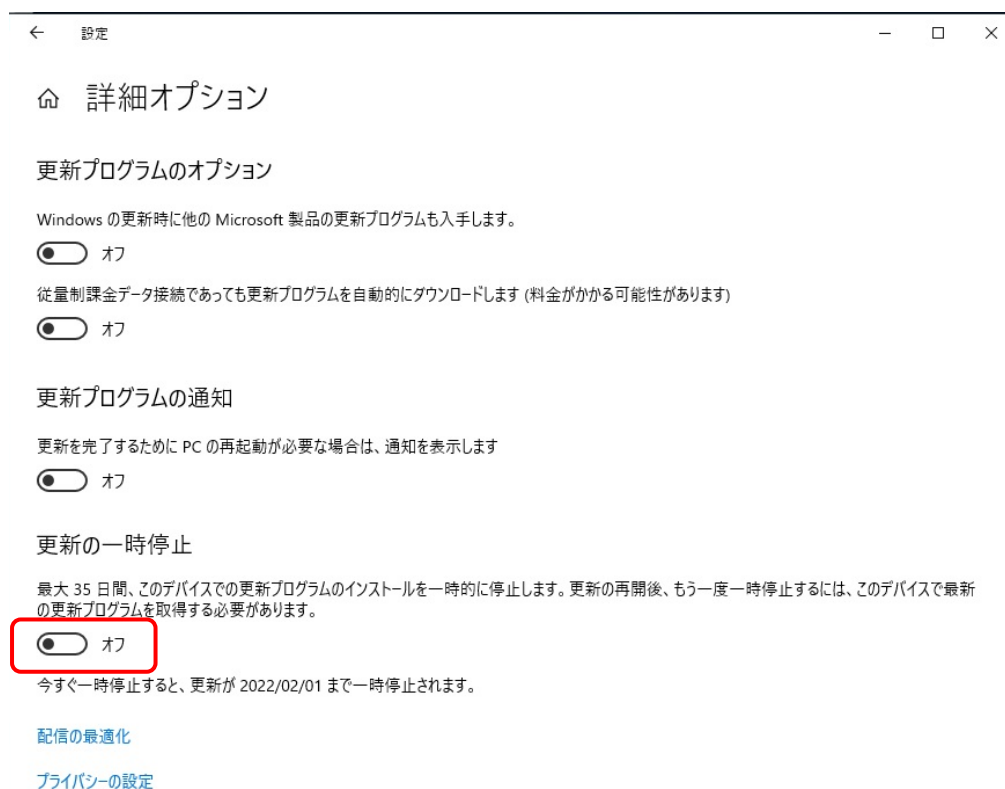 設定
詳細オプション
更新プログラムのオプション
Windows の更新時に他の Microsoft 製品の更新プログラムも入手します。
オフ
従量制課金データ接続であっても更新プログラムを自動的にダウンロードします (料金がかかる可能性があります)
オフ
更新プログラムの通知
更新を完了するために PC の再起動が必要な場合は、通知を表示します
オフ
更新の一時停止
最大 35 日間、このデバイスでの更新プログラムのインストールを一時的に停止します。更新の再開後、もう一度一時停止するには、このデバイスで最新
の更新プログラムを取得する必要があります。
オフ
今すぐ一時停止すると、更新が 2022/02/01 まで一時停止されます。
配信の最適化
プライバシーの設定